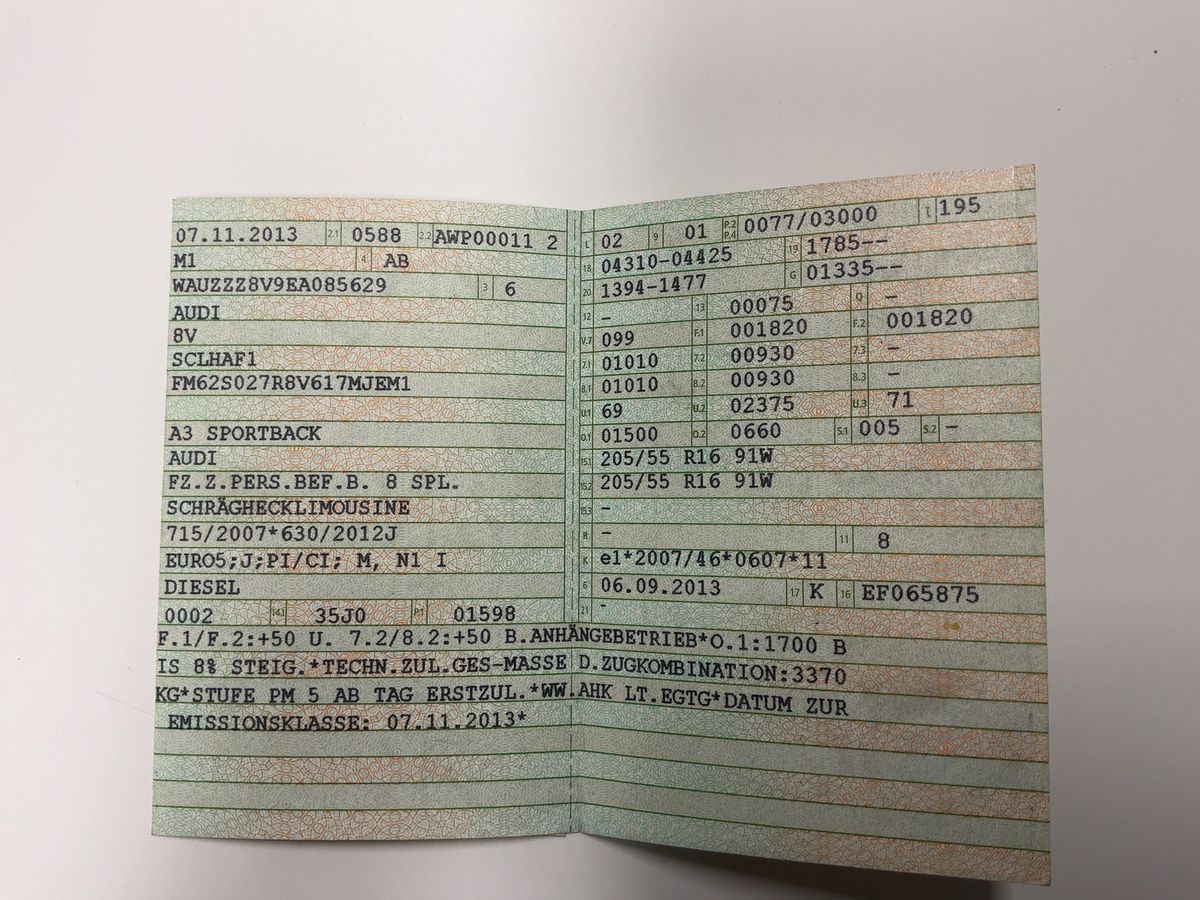 07.11.2013 2.1 0588 2.2 AWP00011 2
M1 4 AB
WAUZZZ8V9EA085629 3 6
AUDI
8V
SCLHAF1
FM62S027R8V617MJEM1
A3 SPORTBACK
AUDI
FZ.Z.PERS.BEF.B. 8 SPL.
SCHRÄGHECKLIMOUSINE
715/2007*630/2012J
EURO5;J;PI/CI; M, N1 I
DIESEL
0002 14.1 35J0 P.1 01598
L 02 9 01 P.2 P.4 0077/03000 T 195
18 04310-04425 19 1785--
20 1394-1477 G 01335--
12 - 13 00075 Q -
V.7 099 F.1 001820 F.2 001820
7.1 01010 7.2 00930 7.3 -
8.1 01010 8.2 00930 8.3 -
U.1 69 U.2 02375 U.3 71
O.1 01500 O.2 0660 S.1 005 S.2 -
15.1 205/55 R16 91W
15.2 205/55 R16 91W
15.3 -
R - 11 8
K e1*2007/46*0607*11
6 06.09.2013 17 K 16 EF065875
21 -
F.1/F.2:+50 U. 7.2/8.2:+50 B.ANHÄNGEBETRIEB*O.1:1700 B
IS 8% STEIG.*TECHN.ZUL.GES-MASSE D.ZUGKOMBINATION:3370
KG*STUFE PM 5 AB TAG ERSTZUL.*WW.AHK LT.EGTG*DATUM ZUR
EMISSIONSKLASSE: 07.11.2013*